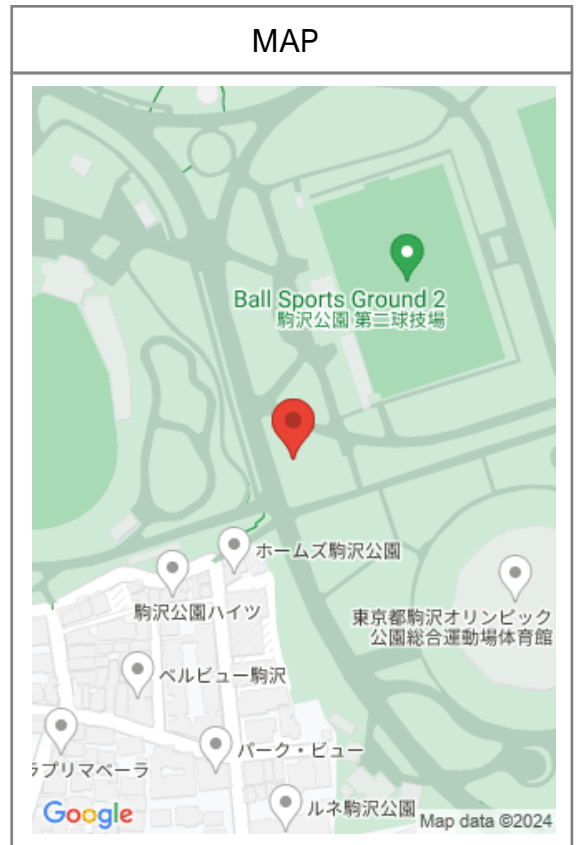 MAP
Ball Sports Ground 2
駒沢公園 第二球技場
ホームズ駒沢公園
駒沢公園ハイツ
東京都駒沢オリンピック
公園総合運動場体育館
ベルビュー駒沢
パーク・ビュー
ラプリマベーラ
ルネ駒沢公園
Google
Map data ©2024